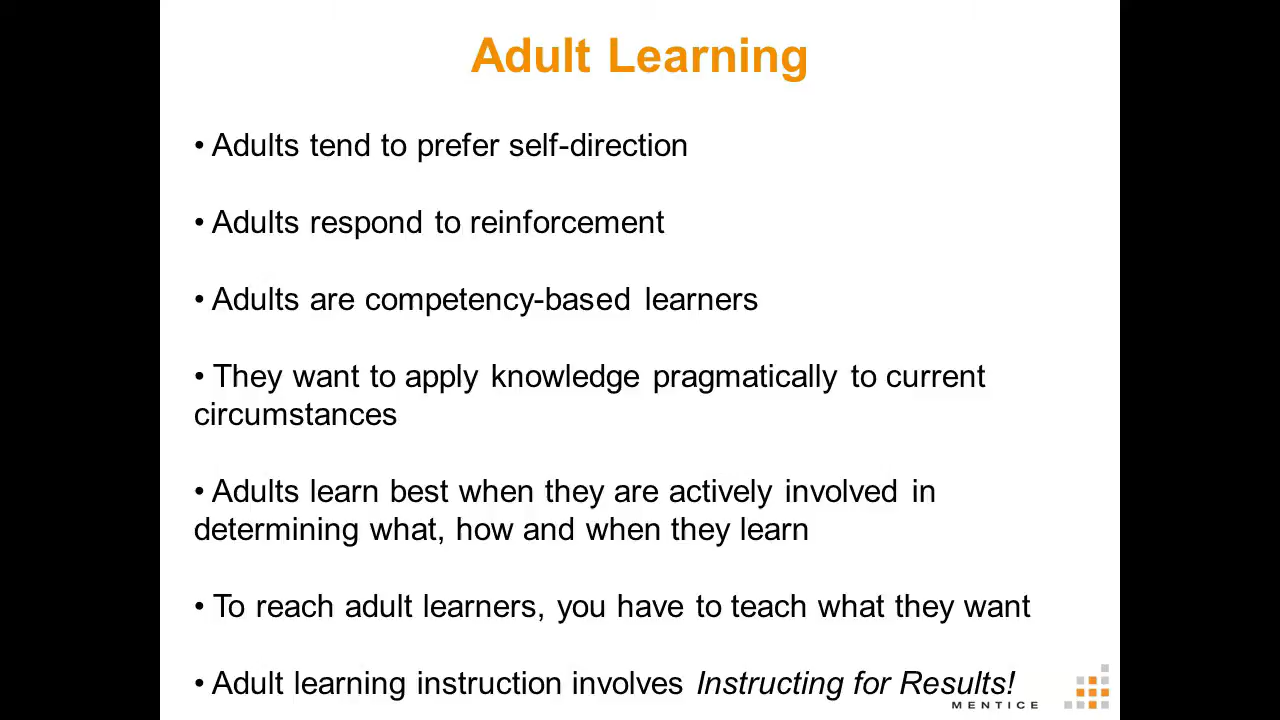 Adult Learning
• Adults tend to prefer self-direction
• Adults respond to reinforcement
• Adults are competency-based learners
• They want to apply knowledge pragmatically to current
circumstances
• Adults learn best when they are actively involved in
determining what, how and when they learn
• To reach adult learners, you have to teach what they want
• Adult learning instruction involves Instructing for Results!
MENTICE